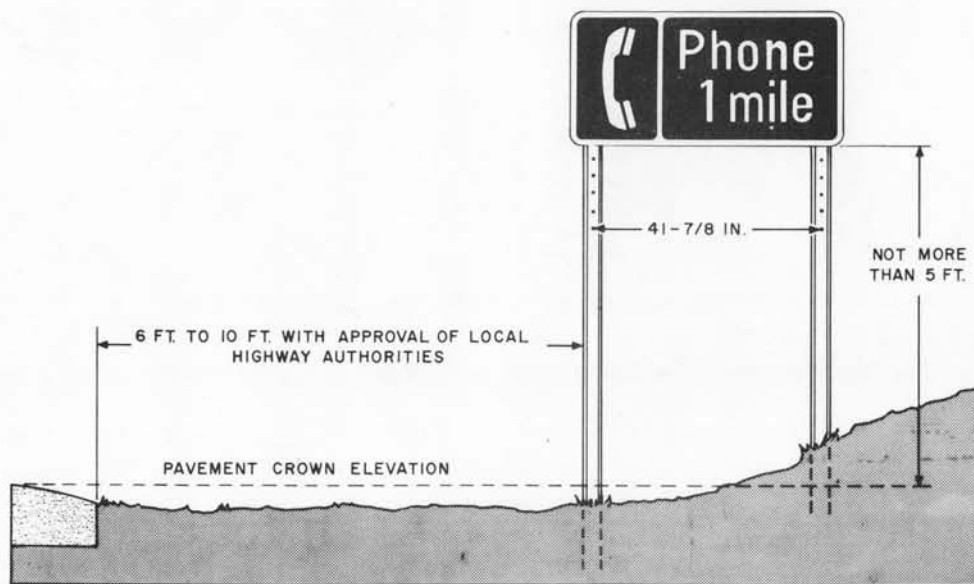 Phone
1 mile
41-7/8 IN.
NOT MORE
THAN 5 FT.
6 FT. TO 10 FT. WITH APPROVAL OF LOCAL
HIGHWAY AUTHORITIES
PAVEMENT CROWN ELEVATION